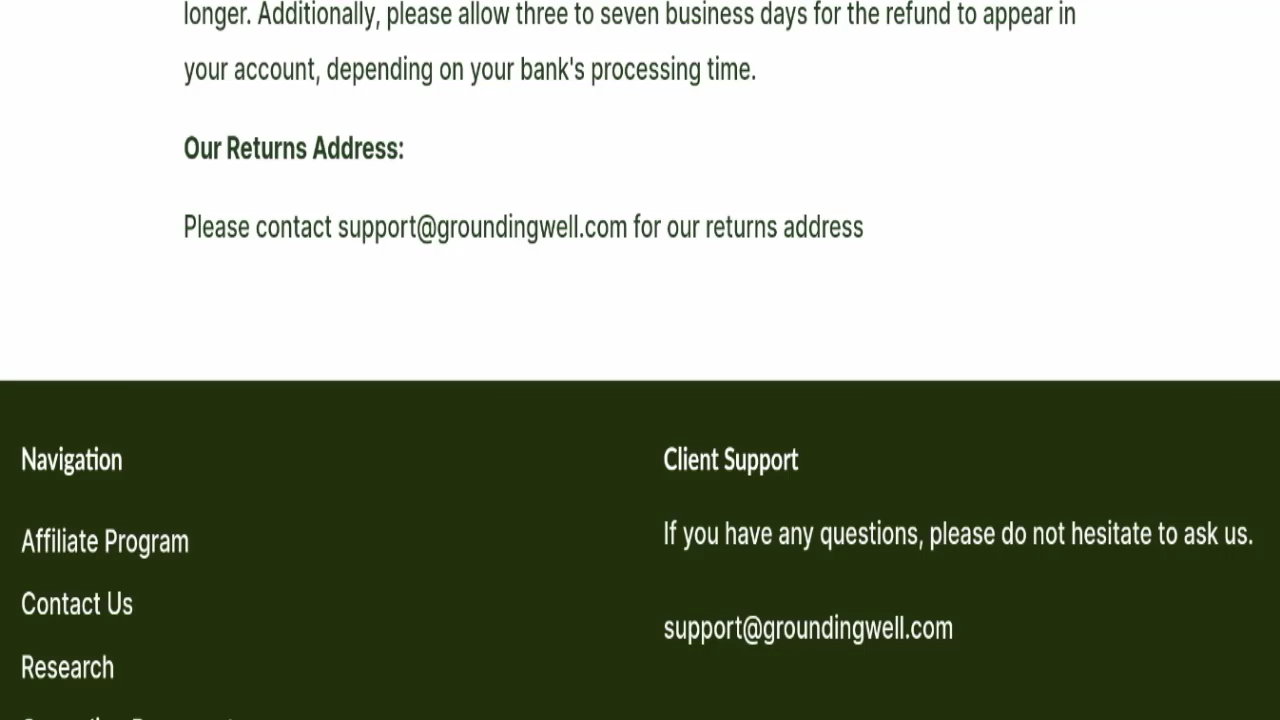 longer. Additionally, please allow three to seven business days for the refund to appear in
your account, depending on your bank's processing time.
Our Returns Address:
Please contact support@groundingwell.com for our returns address
Navigation
Affiliate Program
Contact Us
Research
Client Support
If you have any questions, please do not hesitate to ask us.
support@groundingwell.com